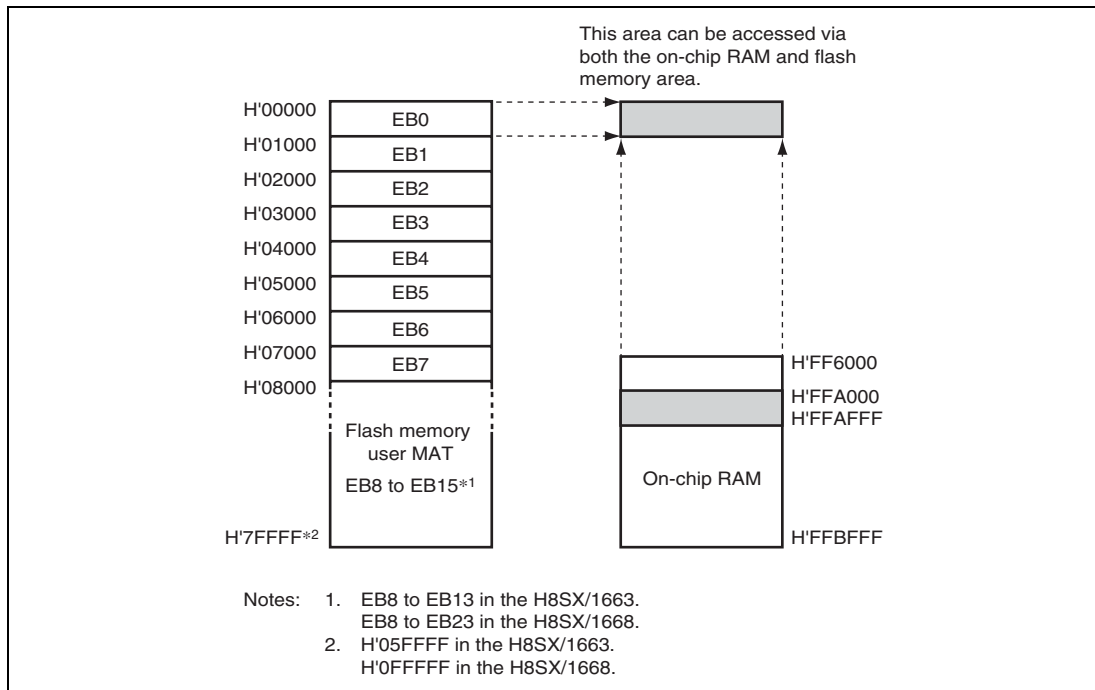 This area can be accessed via
both the on-chip RAM and flash
memory area.
H'00000
EB0
H'01000
EB1
H'02000
EB2
H'03000
EB3
H'04000
EB4
H'05000
EB5
H'06000
EB6
H'07000
EB7
H'08000
Flash memory
user MAT
EB8 to EB15*1
H'7FFFF*2
H'FF6000
H'FFA000
H'FFAFFF
On-chip RAM
H'FFBFFF
Notes: 1. EB8 to EB13 in the H8SX/1663.
EB8 to EB23 in the H8SX/1668.
2. H'05FFFF in the H8SX/1663.
H'0FFFFF in the H8SX/1668.